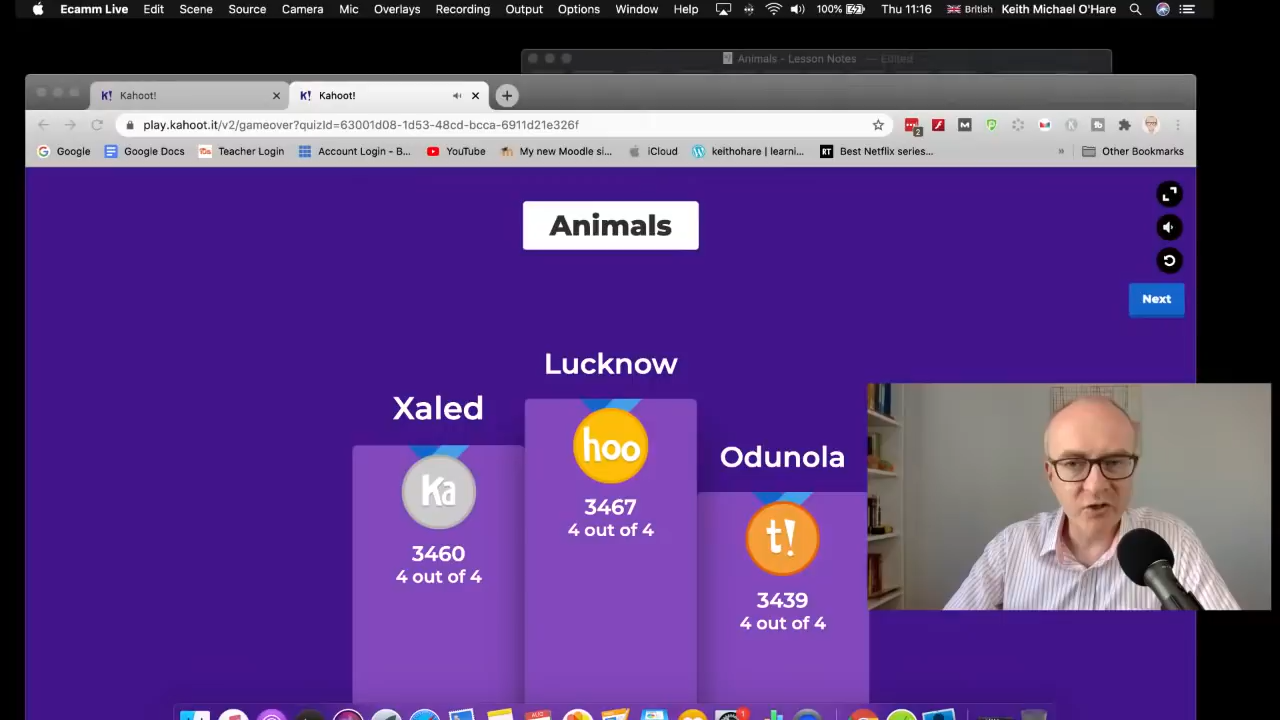 Ecamm Live Edit Scene Source Camera Mic Overlays Recording Output Options Window Help 100% Thu 11:16 British Keith Michael O'Hare
Animals - Lesson Notes — Edited
K! Kahoot! K! Kahoot!
play.kahoot.it/v2/gameover?quizId=63001d08-1d53-48cd-bcca-6911d21e326f
Google Google Docs Teacher Login Account Login - B... YouTube My new Moodle si... iCloud keithohare | learni... RT Best Netflix series... » Other Bookmarks
Animals
Next
Lucknow
Xaled
hoo
Odunola
Ka
3467
4 out of 4
t!
3460
4 out of 4
3439
4 out of 4